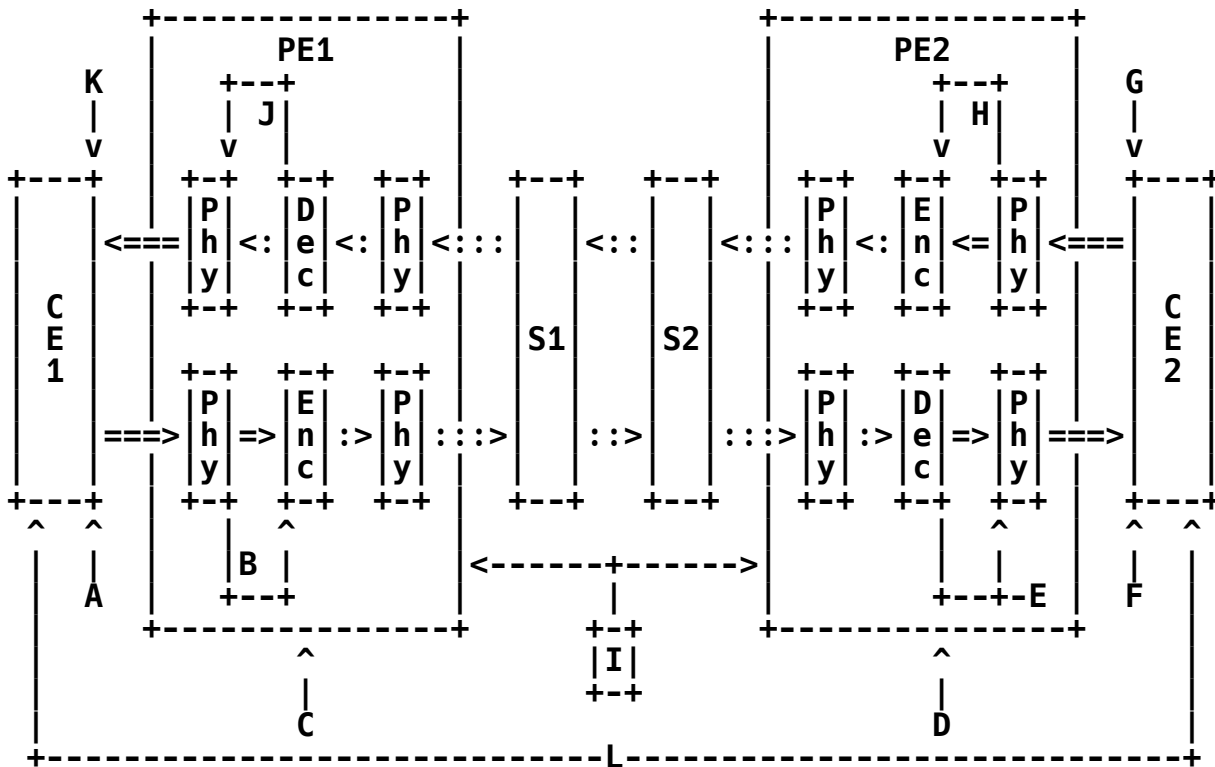 +---------------+               +---------------+
       |      PE1      |               |      PE2      |
    K  |   +--+        |               |        +--+   |  G
    |  |   | J|        |               |        | H|   |  |
    v  |   v  |        |               |        v  |   |  v
+---+  | +-+  +-+  +-+ |  +--+   +--+  | +-+  +-+  +-+ |  +---+
|   |  | |P|  |D|  |P| |  |  |   |  |  | |P|  |E|  |P| |  |   |
|   |<===|h|<:|e|<:|h|<:::|  |<::|  |<:::|h|<:|n|<=|h|<===|   |
|   |  | |y|  |c|  |y| |  |  |   |  |  | |y|  |c|  |y| |  |   |
| C |  | +-+  +-+  +-+ |  |  |   |  |  | +-+  +-+  +-+ |  | C |
| E |  |               |  |S1|   |S2|  |               |  | E |
| 1 |  | +-+  +-+  +-+ |  |  |   |  |  | +-+  +-+  +-+ |  | 2 |
|   |  | |P|  |E|  |P| |  |  |   |  |  | |P|  |D|  |P| |  |   |
|   |===>|h|=>|n|:>|h|:::>|  |::>|  |:::>|h|:>|e|=>|h|===>|   |
|   |  | |y|  |c|  |y| |  |  |   |  |  | |y|  |c|  |y| |  |   |
+---+  | +-+  +-+  +-+ |  +--+   +--+  | +-+  +-+  +-+ |  +---+
 ^  ^  |   |  ^        |               |        |  ^   |  ^  ^
 |  |  |   |B |        |<------+------>|        |  |   |  |  |
 |  A  |   +--+        |       |       |        +--+-E |  F  |
 |     +---------------+      +-+      +---------------+     |
 |             ^              |I|               ^            |
 |             |              +-+               |            |
 |             C                                D            |
 +-----------------------------L-----------------------------+